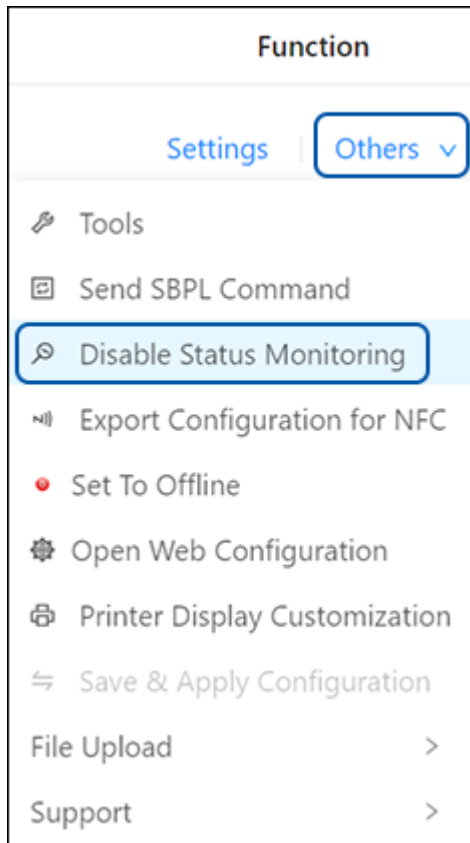 Function
Settings
Others
Tools
Send SBPL Command
Disable Status Monitoring
Export Configuration for NFC
Set To Offline
Open Web Configuration
Printer Display Customization
Save & Apply Configuration
File Upload
Support